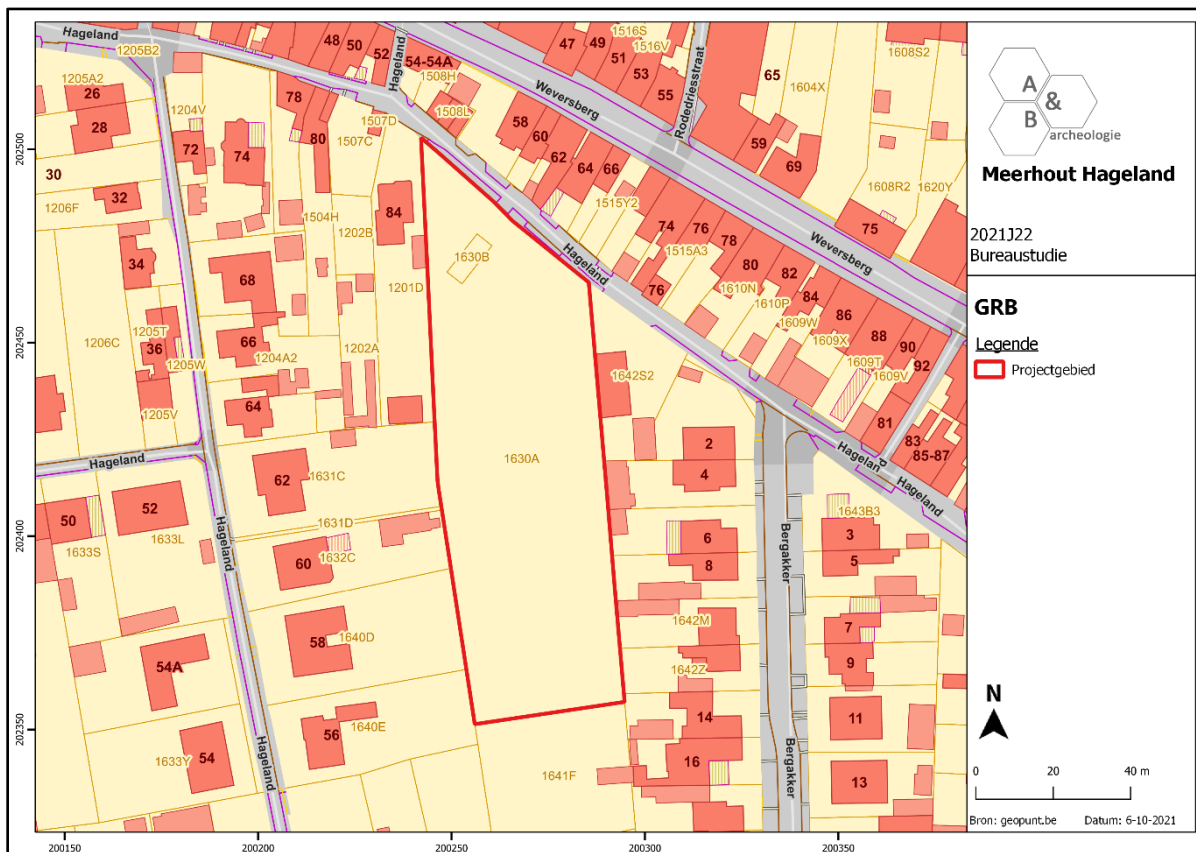 Hageland
1205B2
48
50
52
Hageland
54-54A
1508H
47
49
51
53
55
1516S
1516V
65
1608S2
1604X
Weversberg
Rodedriesstraat
1205A2
26
28
1204V
72
74
78
80
1507D
1507C
1508L
58
60
62
64
66
59
69
1608R2
1620Y
30
1206F
32
84
1504H
1202B
1515Y2
75
34
68
1201D
1630B
Hageland
74
76
78
80
82
84
86
88
90
92
1515A3
76
1610N
1610P
1609W
1609X
1609T
1609V
Weversberg
1206C
1205T
36
1205W
66
1204A2
1202A
1205V
64
1642S2
81
83
85-87
Hageland
62
1631C
1630A
2
4
Hagelan
P
Hageland
50
52
1633S
1633L
Hageland
1631D
1632C
60
6
8
Bergakker
1643B3
3
5
58
1640D
1642M
7
9
54A
1642Z
14
11
56
1640E
54
1633Y
Hageland
1641F
16
Bergakker
13
202500
202450
202400
202350
200150
200200
200250
200300
200350
A
&
B
archeologie
Meerhout Hageland
2021J22
Bureaustudie
GRB
Legende
Projectgebied
N
0 20 40 m
Bron: geopunt.be Datum: 6-10-2021